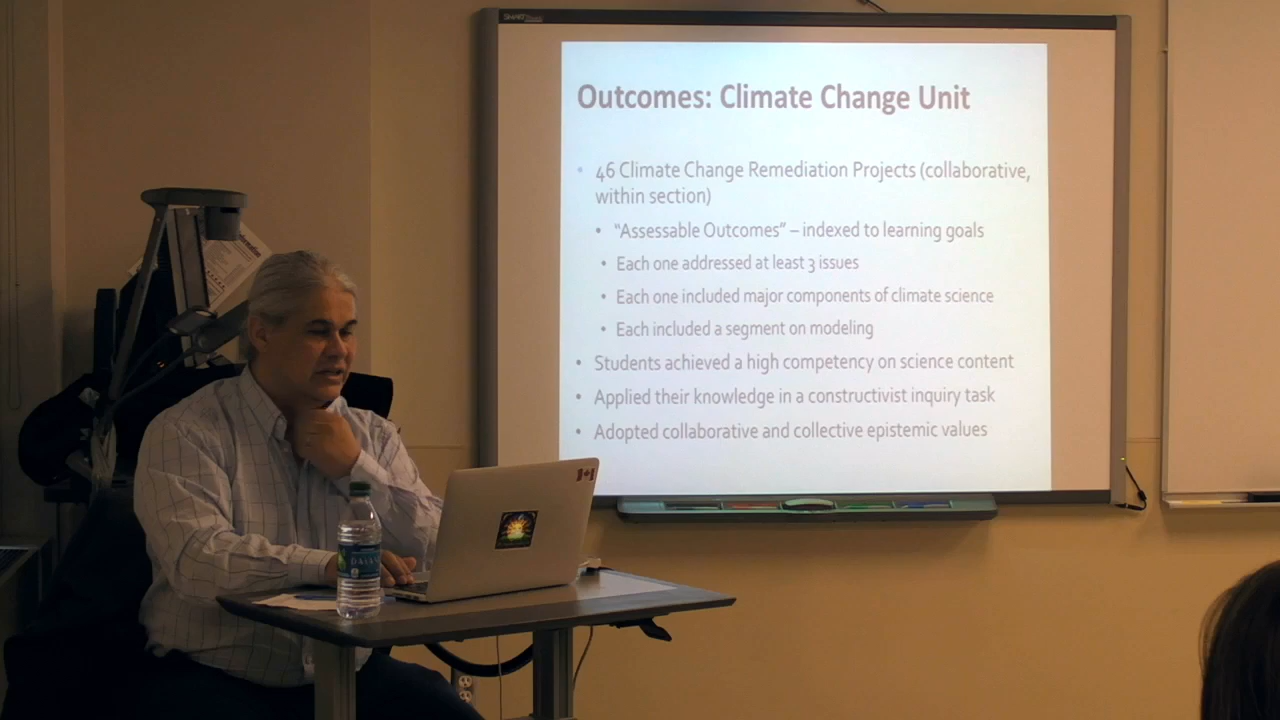 SMART
Outcomes: Climate Change Unit
• 46 Climate Change Remediation Projects (collaborative,
within section)
• “Assessable Outcomes” – indexed to learning goals
• Each one addressed at least 3 issues
• Each one included major components of climate science
• Each included a segment on modeling
• Students achieved a high competency on science content
• Applied their knowledge in a constructivist inquiry task
• Adopted collaborative and collective epistemic values
DASANI